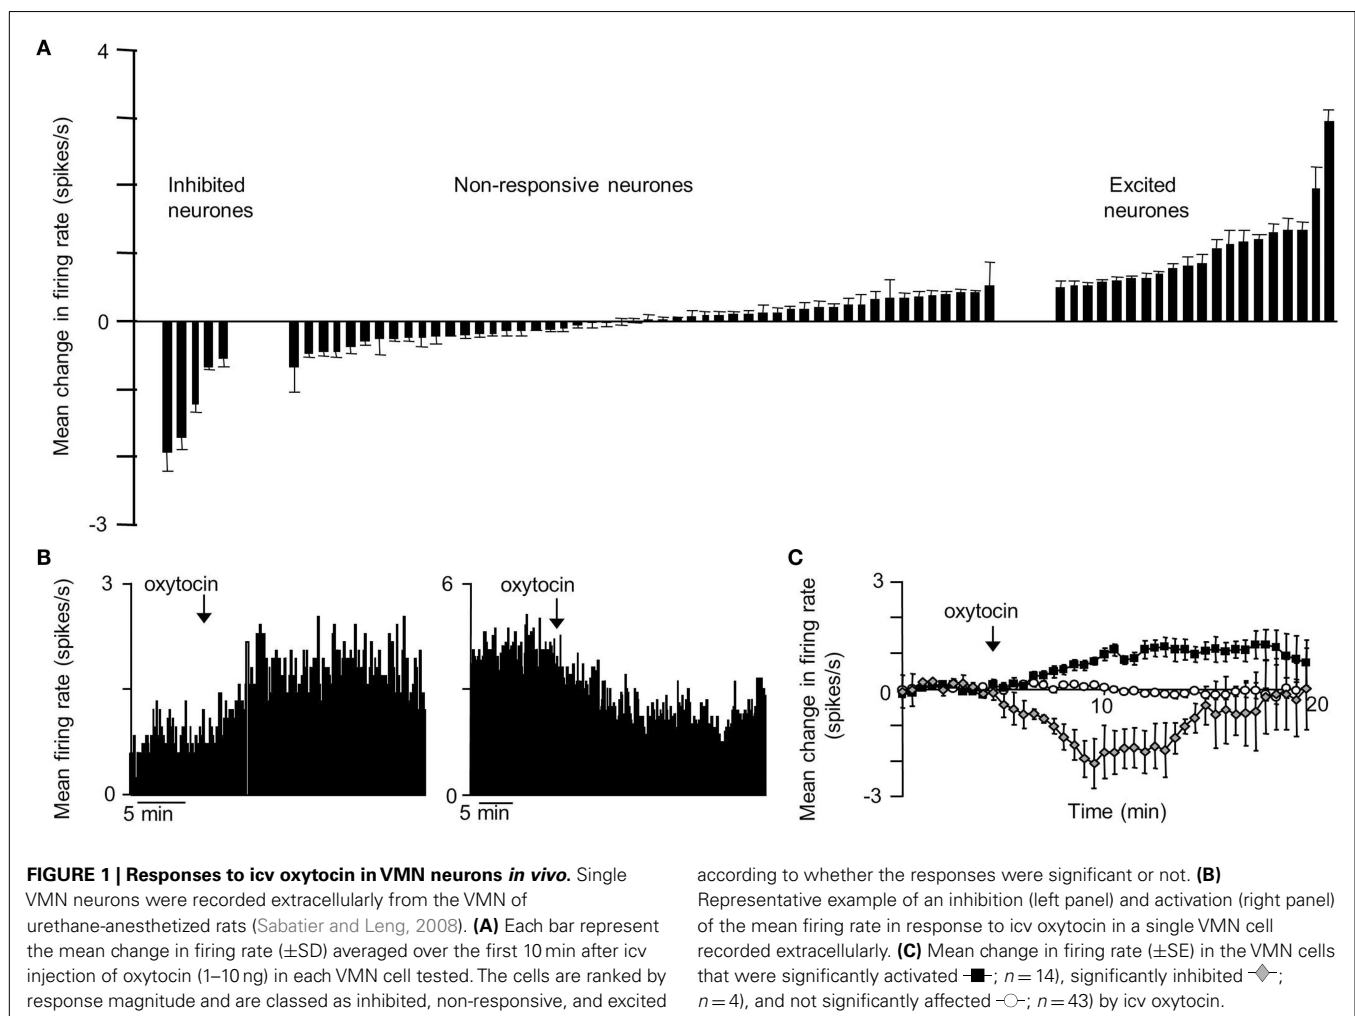 A
4
0
-3
Mean change in firing rate (spikes/s)
Inhibited
neurones
Non-responsive neurones
Excited
neurones
B
3
0
Mean firing rate (spikes/s)
oxytocin
5 min
6
0
oxytocin
5 min
C
3
0
-3
Mean change in firing rate
(spikes/s)
oxytocin
10
20
Time (min)
FIGURE 1 | Responses to icv oxytocin in VMN neurons in vivo. Single
VMN neurons were recorded extracellularly from the VMN of
urethane-anesthetized rats (Sabatier and Leng, 2008). (A) Each bar represent
the mean change in firing rate (±SD) averaged over the first 10 min after icv
injection of oxytocin (1–10 ng) in each VMN cell tested. The cells are ranked by
response magnitude and are classed as inhibited, non-responsive, and excited
according to whether the responses were significant or not. (B)
Representative example of an inhibition (left panel) and activation (right panel)
of the mean firing rate in response to icv oxytocin in a single VMN cell
recorded extracellularly. (C) Mean change in firing rate (±SE) in the VMN cells
that were significantly activated -■-; n = 14), significantly inhibited -◆-;
n = 4), and not significantly affected -○-; n = 43) by icv oxytocin.